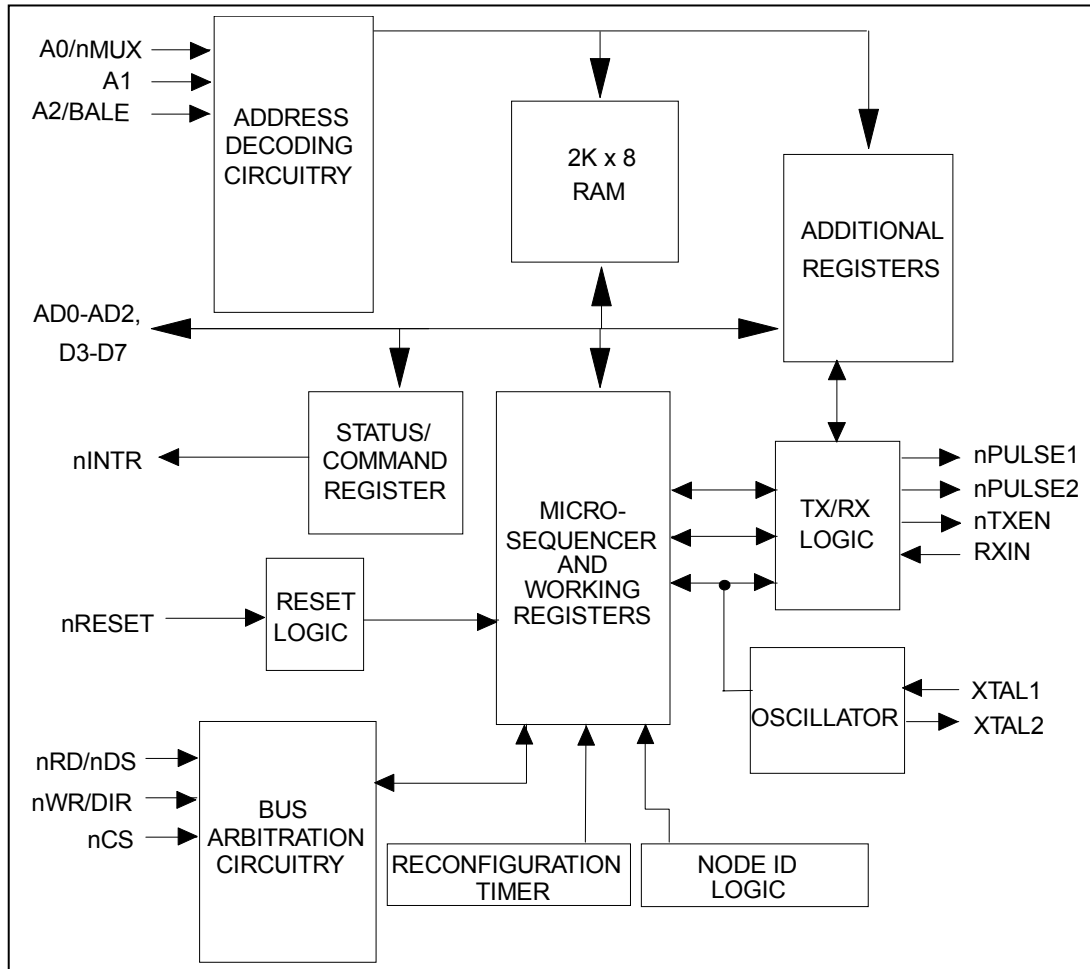 A0/nMUX
A1
A2/BALE
ADDRESS
DECODING
CIRCUITRY
2K x 8
RAM
ADDITIONAL
REGISTERS
AD0-AD2,
D3-D7
nINTR
STATUS/
COMMAND
REGISTER
MICRO-
SEQUENCER
AND
WORKING
REGISTERS
TX/RX
LOGIC
nPULSE1
nPULSE2
nTXEN
RXIN
nRESET
RESET
LOGIC
OSCILLATOR
XTAL1
XTAL2
nRD/nDS
nWR/DIR
nCS
BUS
ARBITRATION
CIRCUITRY
RECONFIGURATION
TIMER
NODE ID
LOGIC